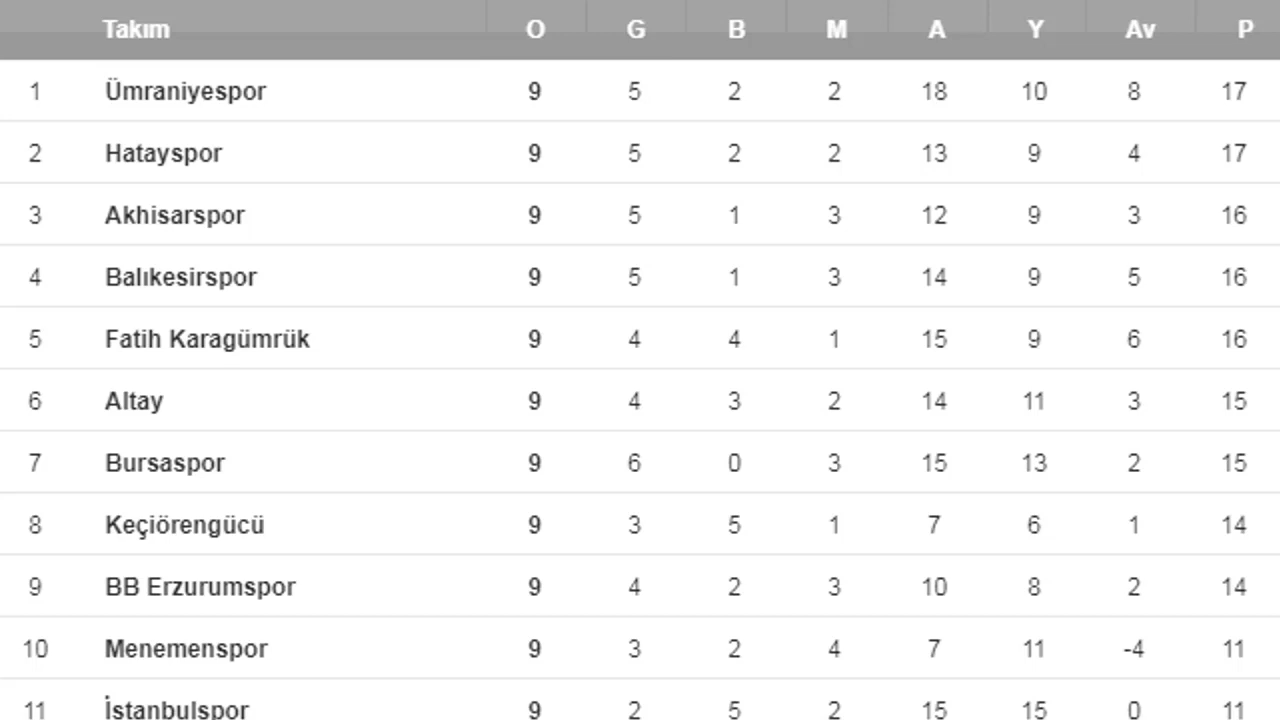 Takım O G B M A Y Av P
1 Ümraniyespor 9 5 2 2 18 10 8 17
2 Hatayspor 9 5 2 2 13 9 4 17
3 Akhisarspor 9 5 1 3 12 9 3 16
4 Balıkesirspor 9 5 1 3 14 9 5 16
5 Fatih Karagümrük 9 4 4 1 15 9 6 16
6 Altay 9 4 3 2 14 11 3 15
7 Bursaspor 9 6 0 3 15 13 2 15
8 Keçiörengücü 9 3 5 1 7 6 1 14
9 BB Erzurumspor 9 4 2 3 10 8 2 14
10 Menemenspor 9 3 2 4 7 11 -4 11
11 İstanbulspor 9 2 5 2 15 15 0 11